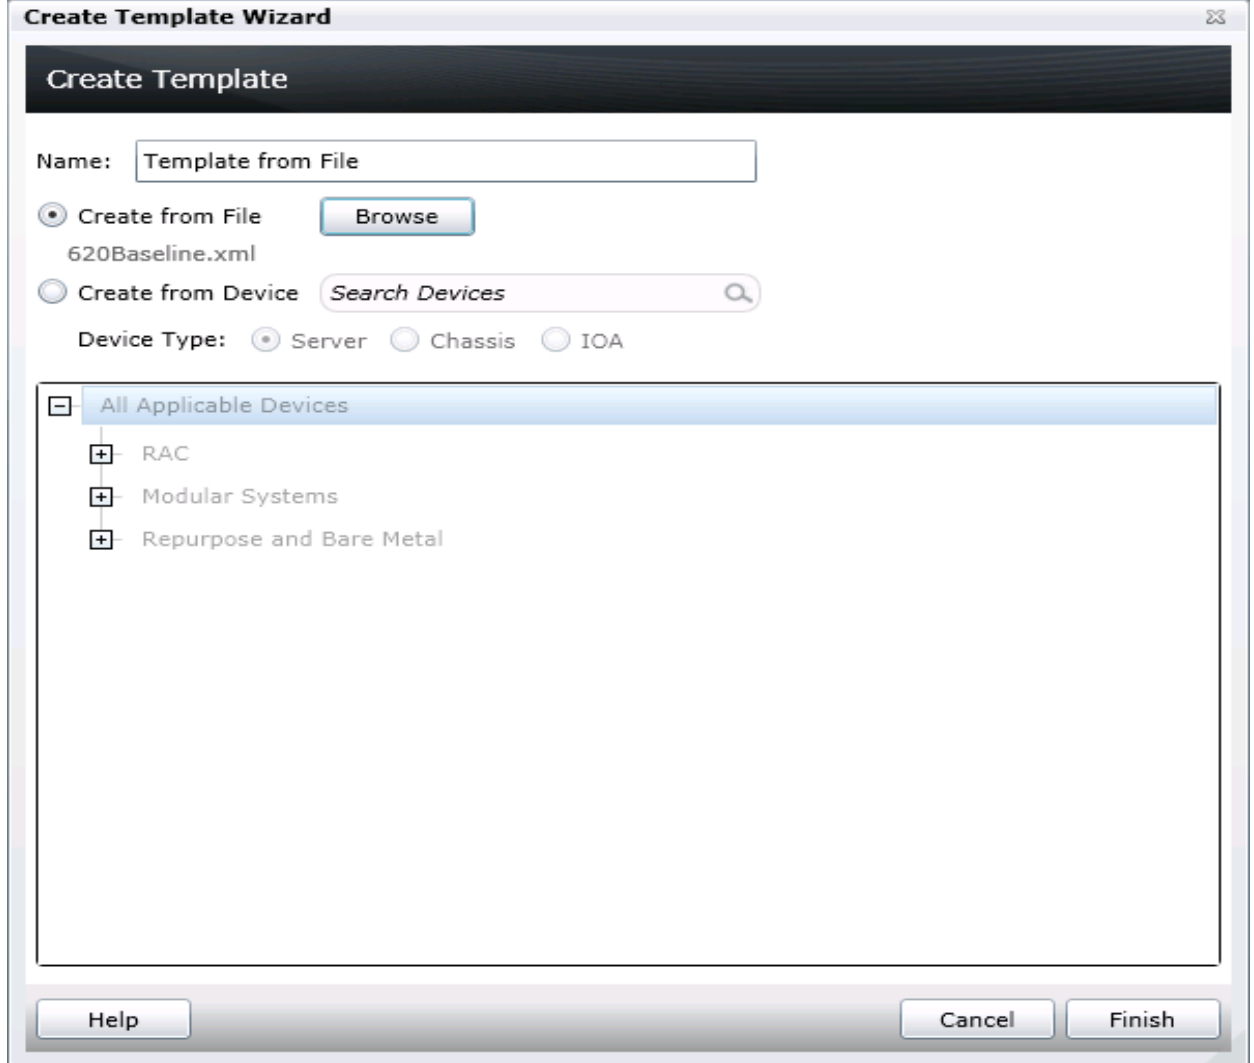 Create Template Wizard
Create Template
Name: Template from File
Create from File Browse
620Baseline.xml
Create from Device Search Devices
Device Type: Server Chassis IOA
All Applicable Devices
RAC
Modular Systems
Repurpose and Bare Metal
Help Cancel Finish